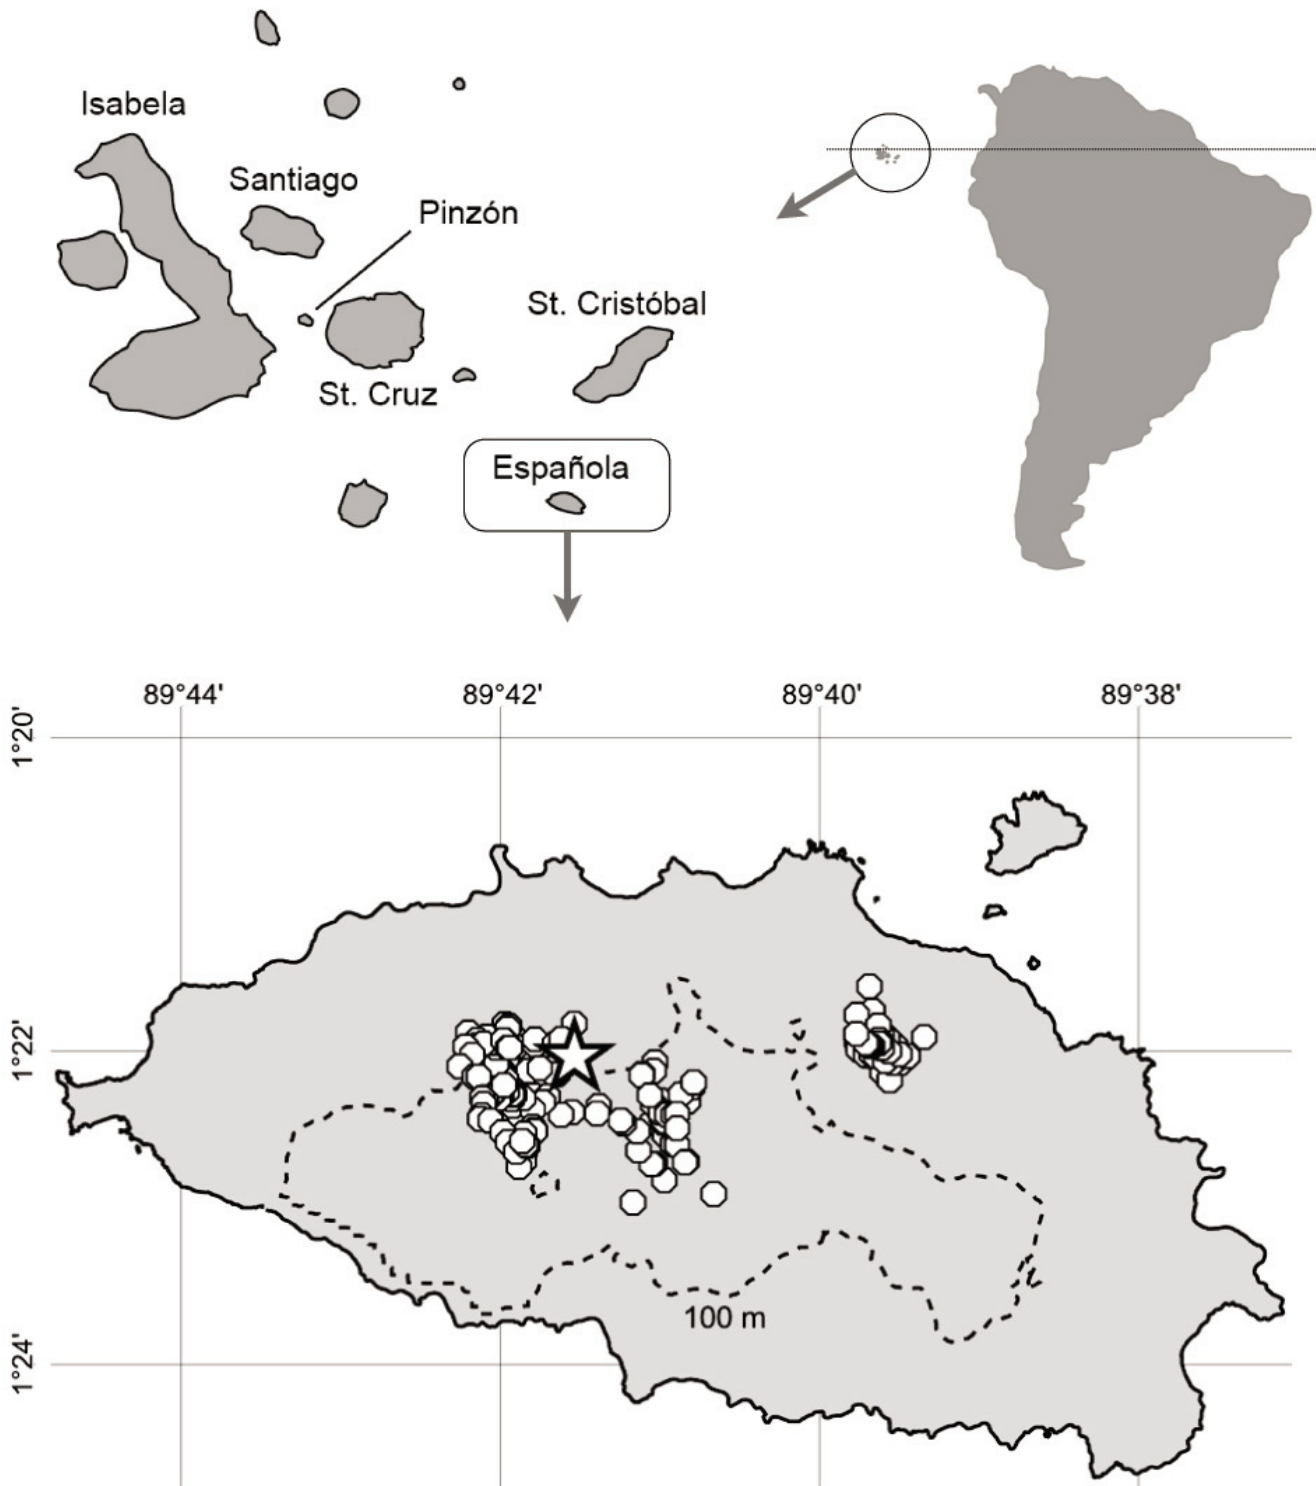 Isabela
Santiago
Pinzón
St. Cristóbal
St. Cruz
Española
89°44'
89°42'
89°40'
89°38'
1°20'
1°22'
1°24'
100 m